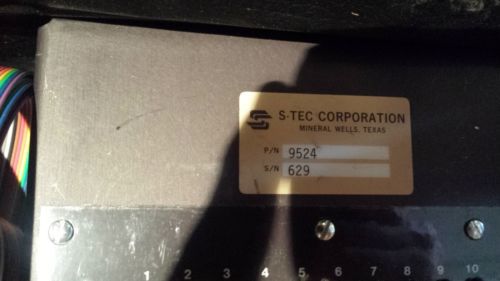 S-TEC CORPORATION
MINERAL WELLS, TEXAS
P/N 9524
S/N 629
1 2 3 4 5 6 7 8 9 10